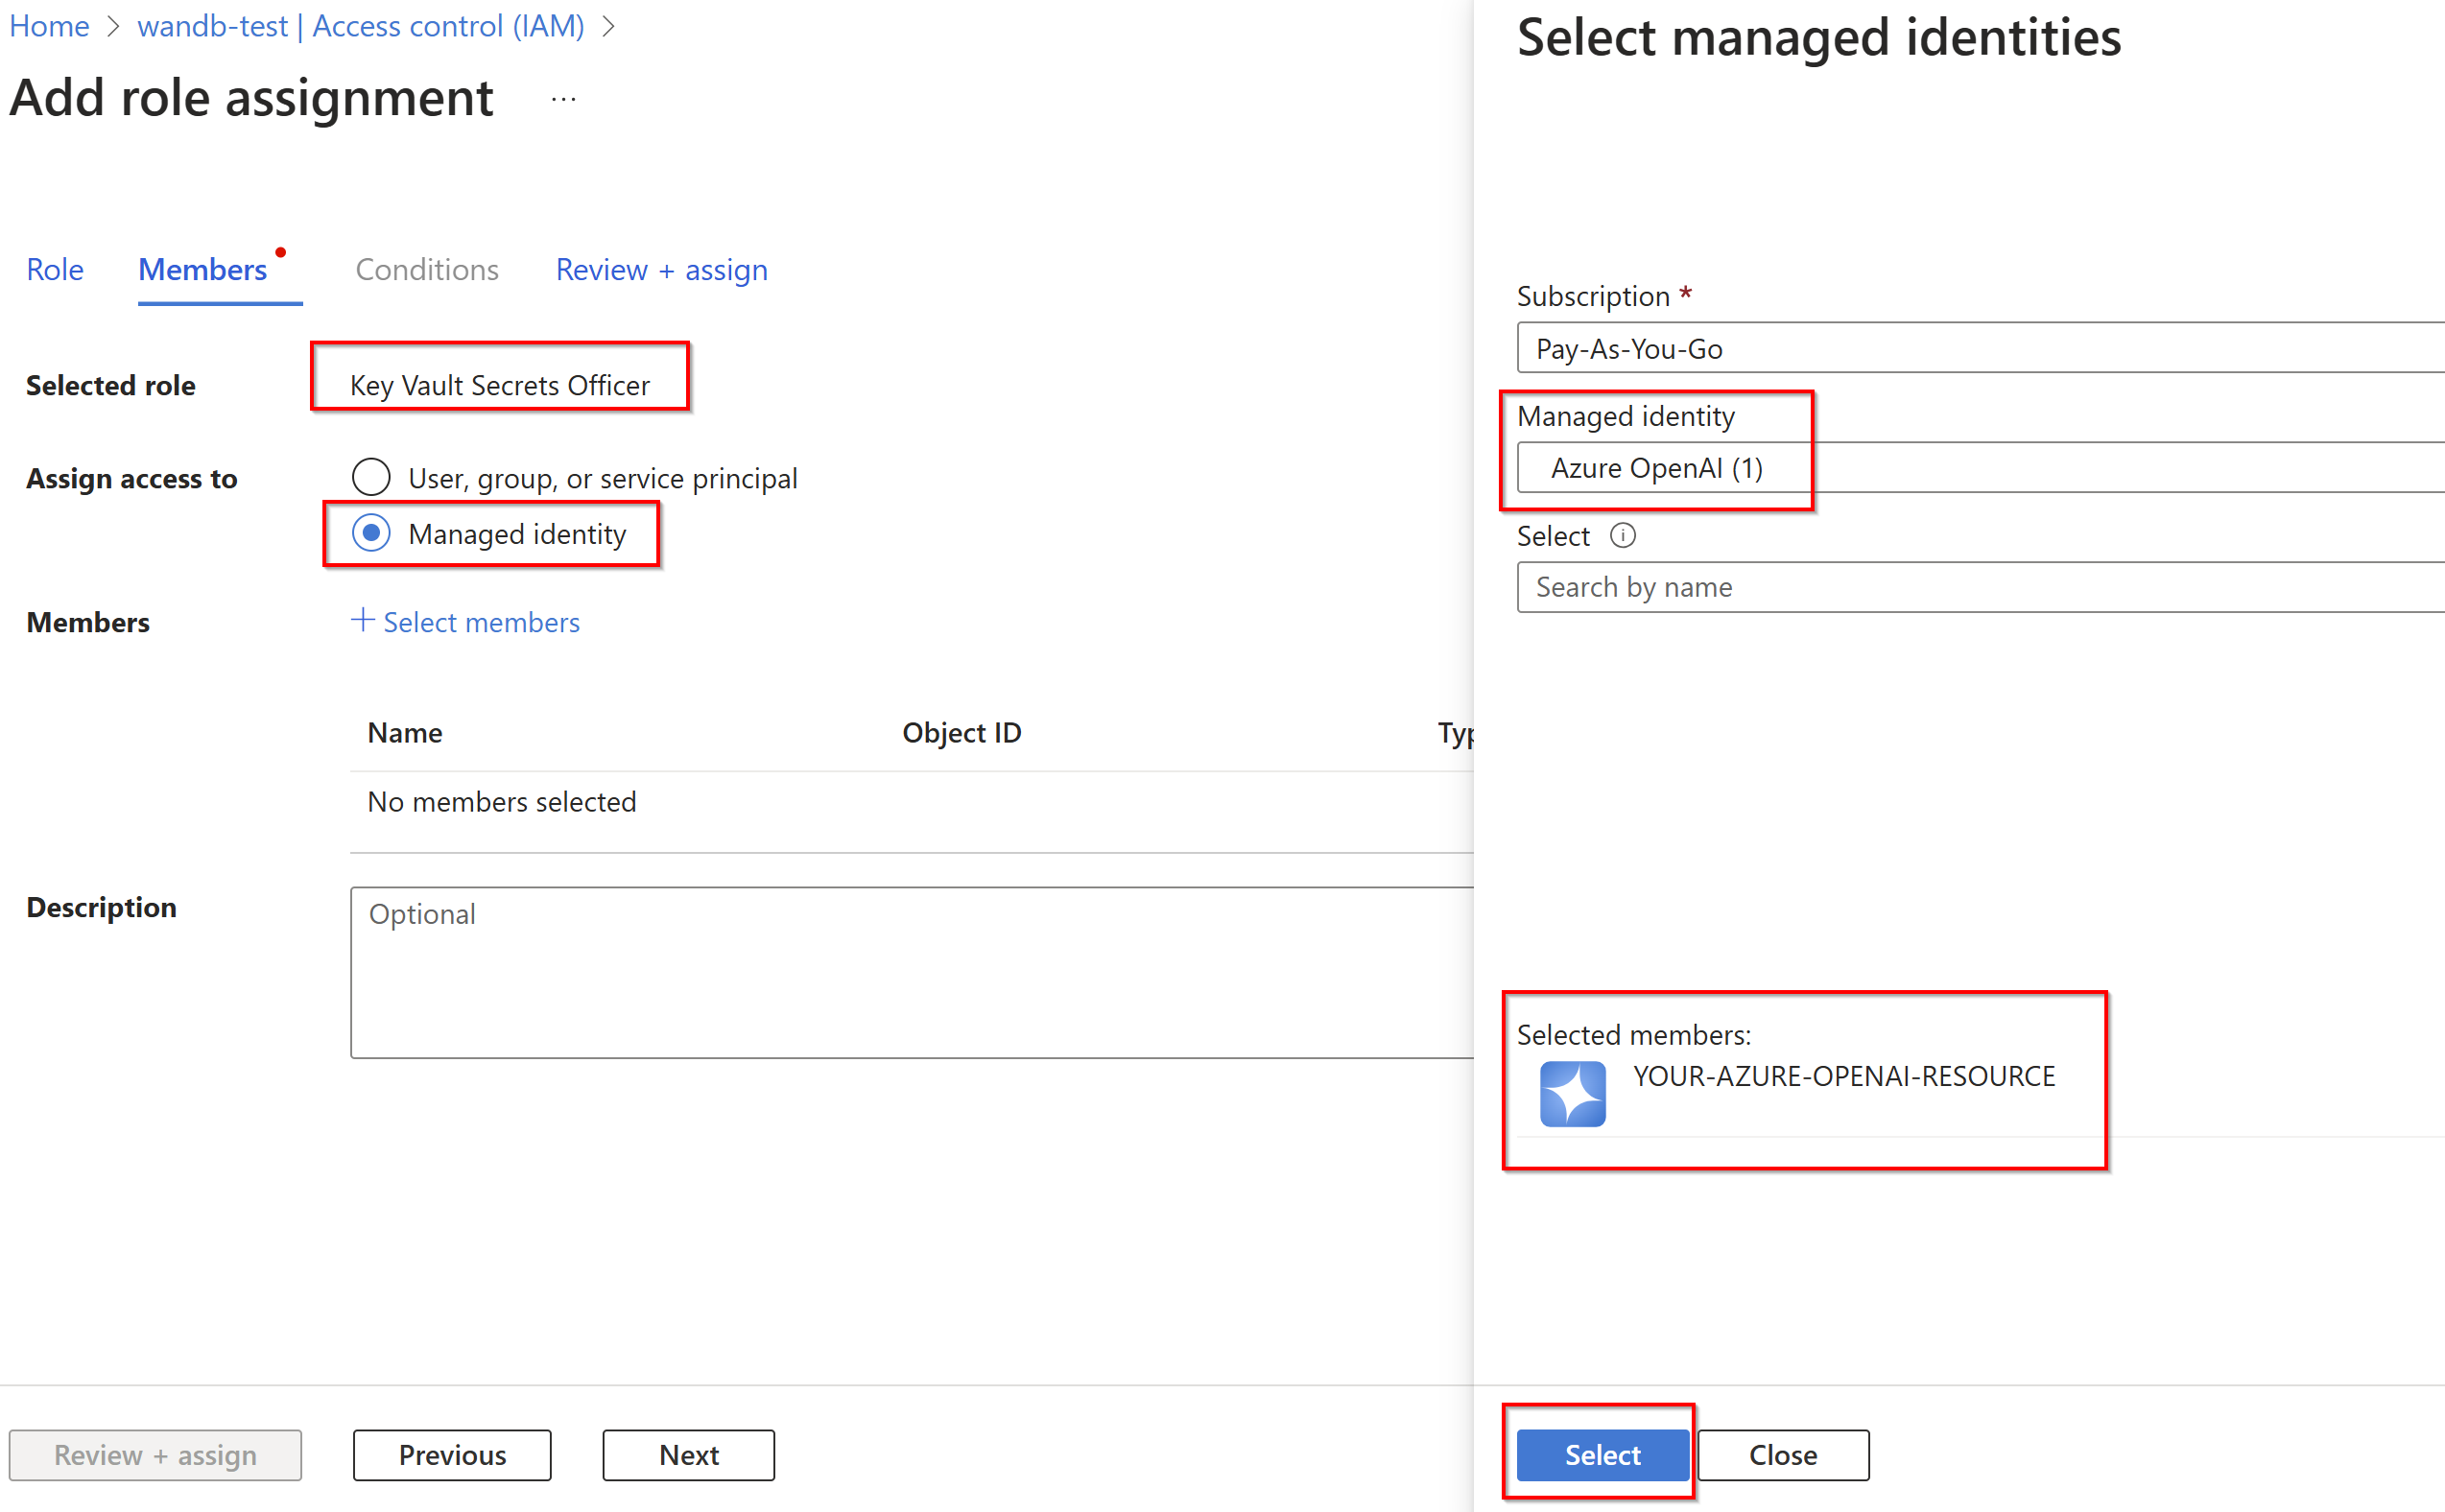 Home > wandb-test | Access control (IAM) >
Add role assignment ...
Role Members Conditions Review + assign
Selected role Key Vault Secrets Officer
Assign access to User, group, or service principal
Managed identity
Members + Select members
Name Object ID Typ
No members selected
Description Optional
Review + assign Previous Next
Select managed identities
Subscription *
Pay-As-You-Go
Managed identity
Azure OpenAI (1)
Select i
Search by name
Selected members:
YOUR-AZURE-OPENAI-RESOURCE
Select Close